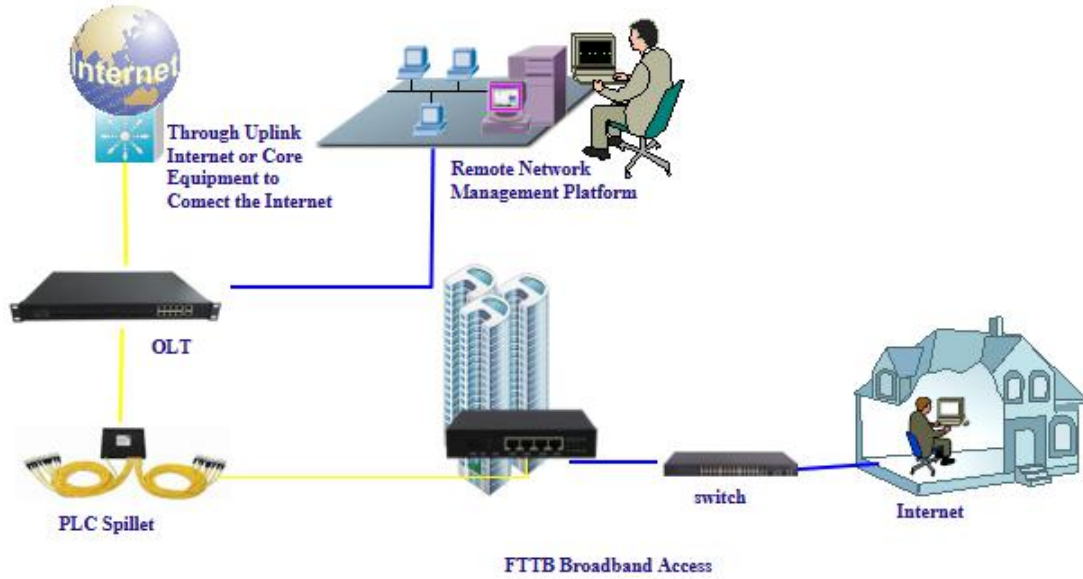 Internet
Through Uplink
Internet or Core
Equipment to
Comect the Internet
Remote Network
Management Platform
OLT
PLC Spillet
switch
Internet
FTTB Broadband Access